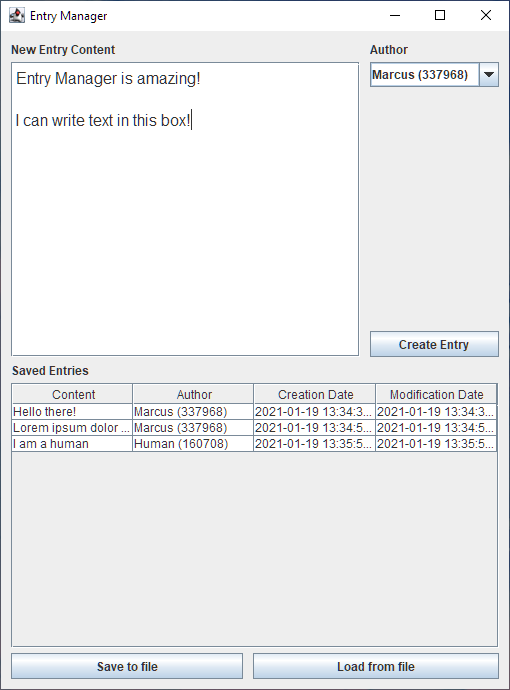 Entry Manager
New Entry Content
Author
Entry Manager is amazing!
Marcus (337968)
I can write text in this box!
Create Entry
Saved Entries
Content Author Creation Date Modification Date
Hello there! Marcus (337968) 2021-01-19 13:34:3... 2021-01-19 13:34:3...
Lorem ipsum dolor ... Marcus (337968) 2021-01-19 13:34:5... 2021-01-19 13:34:5...
I am a human Human (160708) 2021-01-19 13:35:5... 2021-01-19 13:35:5...
Save to file Load from file